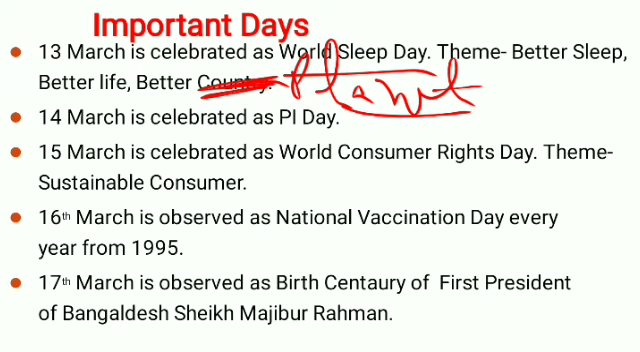 Important Days
13 March is celebrated as World Sleep Day. Theme- Better Sleep,
Better life, Better Country. Planet
14 March is celebrated as PI Day.
15 March is celebrated as World Consumer Rights Day. Theme-
Sustainable Consumer.
16th March is observed as National Vaccination Day every
year from 1995.
17th March is observed as Birth Centaury of First President
of Bangaldesh Sheikh Majibur Rahman.